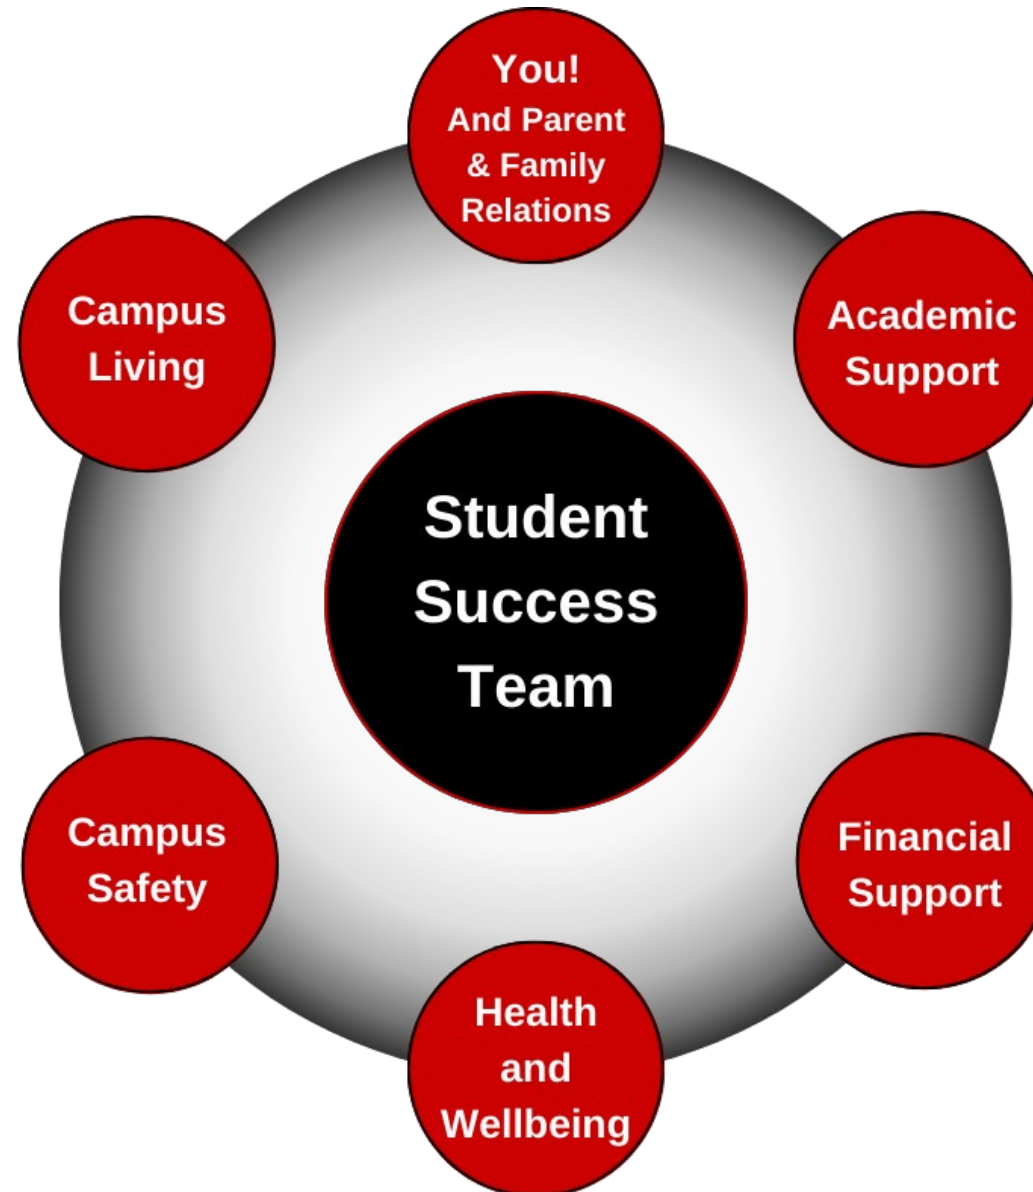 You!
And Parent
& Family
Relations
Campus
Living
Academic
Support
Student
Success
Team
Campus
Safety
Financial
Support
Health
and
Wellbeing